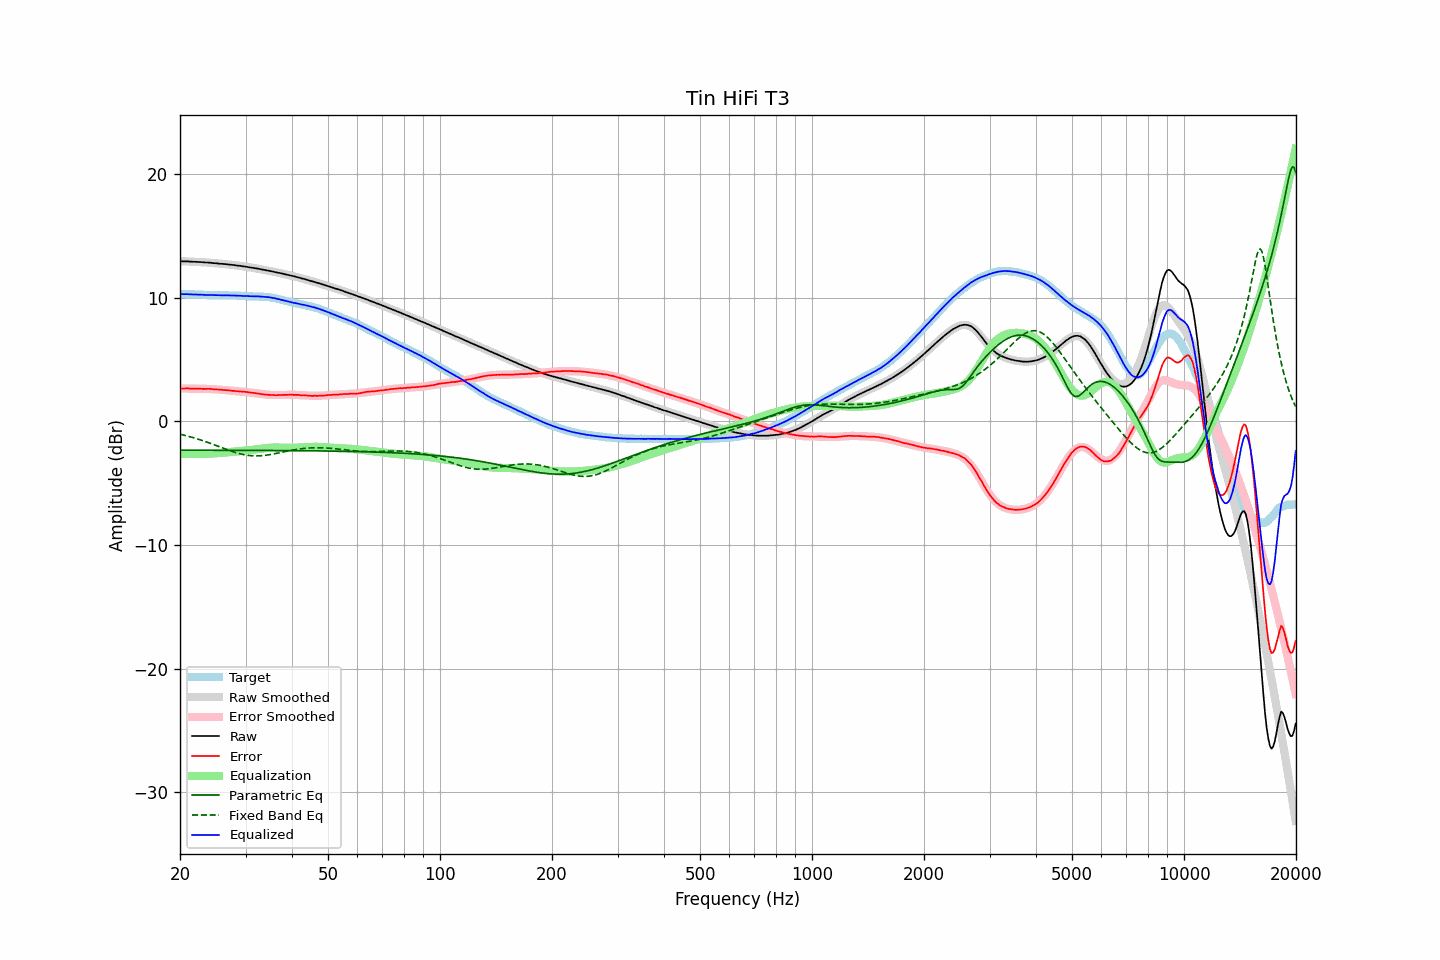 Tin HiFi T3
Amplitude (dBr)
20
10
0
−10
−20
−30
Target
Raw Smoothed
Error Smoothed
Raw
Error
Equalization
Parametric Eq
Fixed Band Eq
Equalized
20 50 100 200 500 1000 2000 5000 10000 20000
Frequency (Hz)